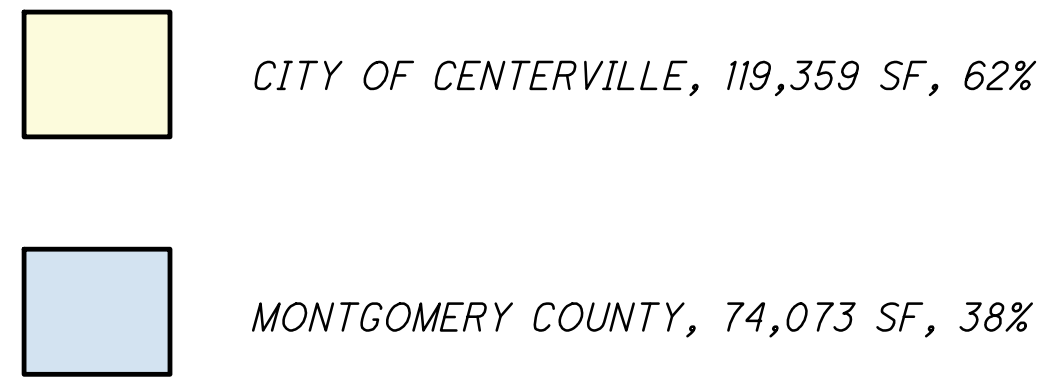 CITY OF CENTERVILLE, 119,359 SF, 62%
MONTGOMERY COUNTY, 74,073 SF, 38%